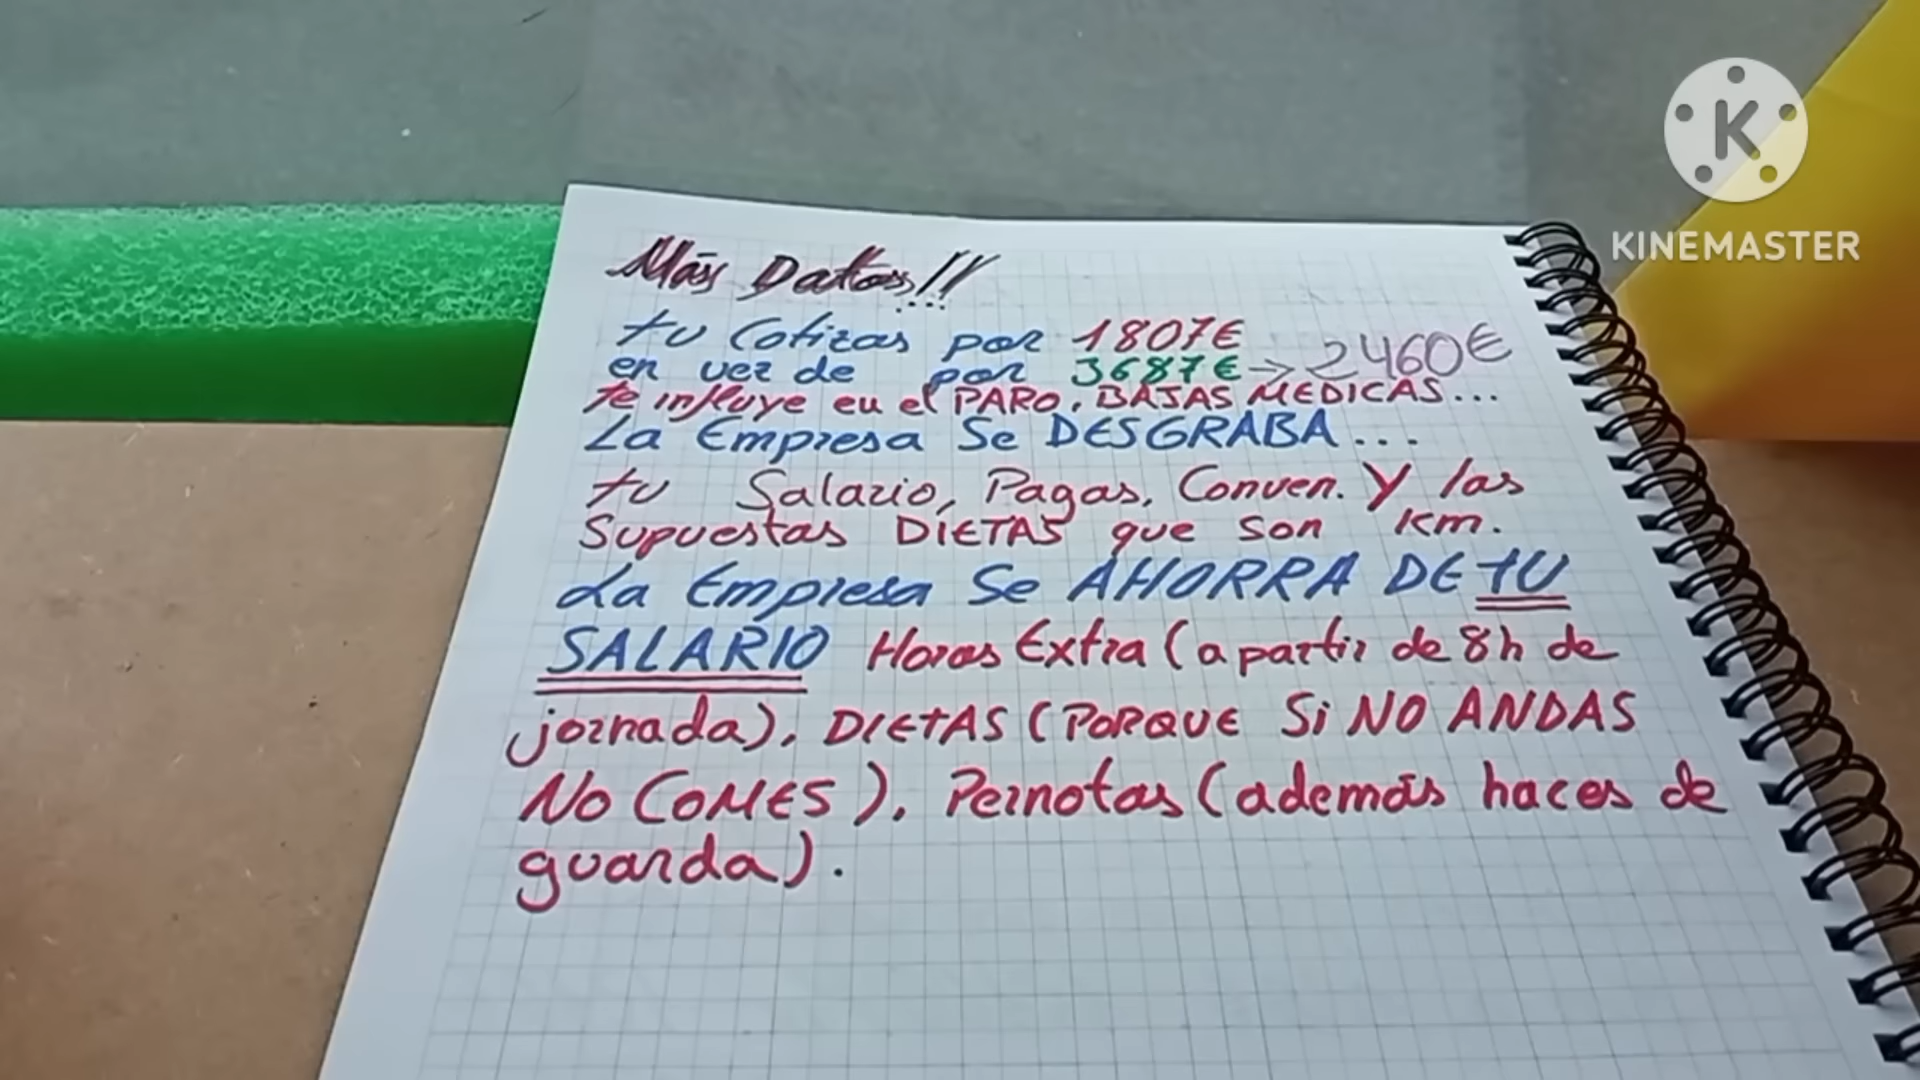 Más Datos!!!
tu Cotizas por 1807€
en vez de por 3687€ → 2460€
te influye en el PARO, BAJAS MEDICAS...
La Empresa Se DESGRABA...
tu Salario, Pagas, Conven. Y las
Supuestas DIETAS que son km.
La Empresa Se AHORRA DE TU
SALARIO Horas Extra (a partir de 8h de
jornada), DIETAS (PORQUE Si NO ANDAS
NO COMES), Pernotas (además haces de
guarda).
K
KINEMASTER